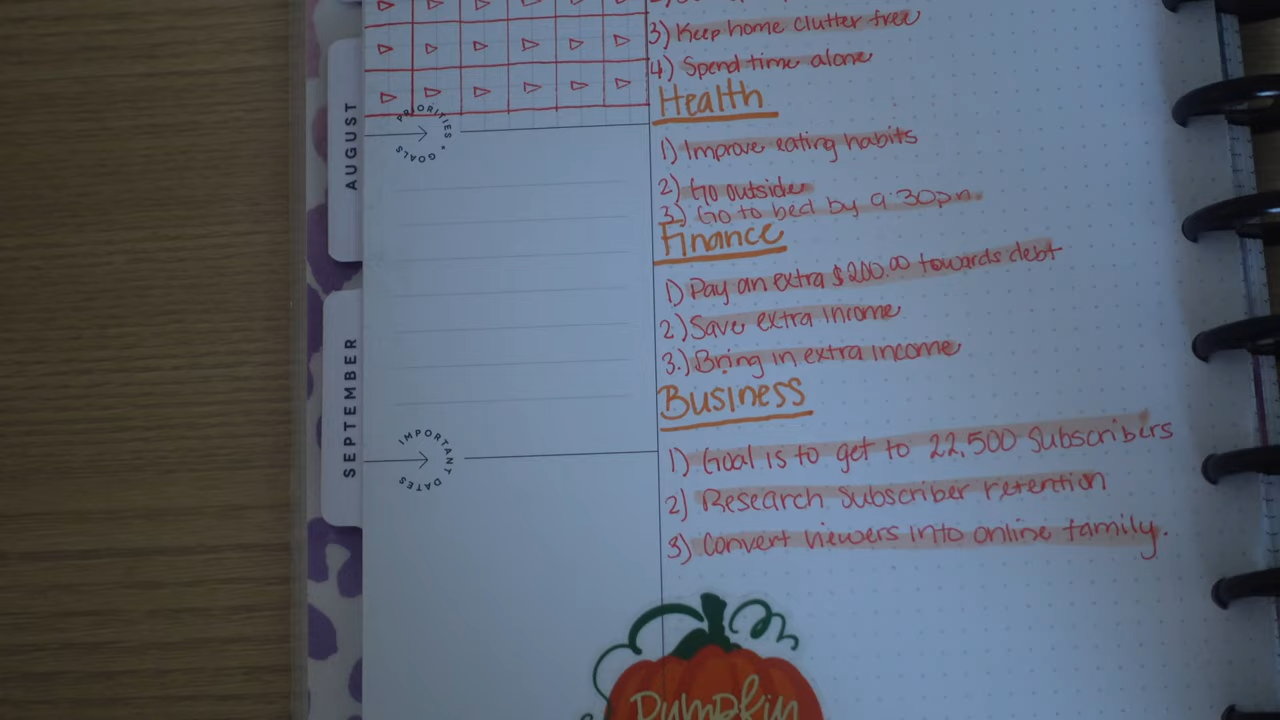 3) Keep home clutter free
4) Spend time alone
Health
1) Improve eating habits
2) Go outside
3) Go to bed by 9:30pm.
Finance
1) Pay an extra $200.00 towards debt
2) Save extra income
3.) Bring in extra income
Business
1) Goal is to get to 22,500 Subscribers
2) Research Subscriber retention
3) Convert viewers into online family.
AUGUST
PRIORITIES + GOALS
SEPTEMBER
IMPORTANT DATES
Pumpkin